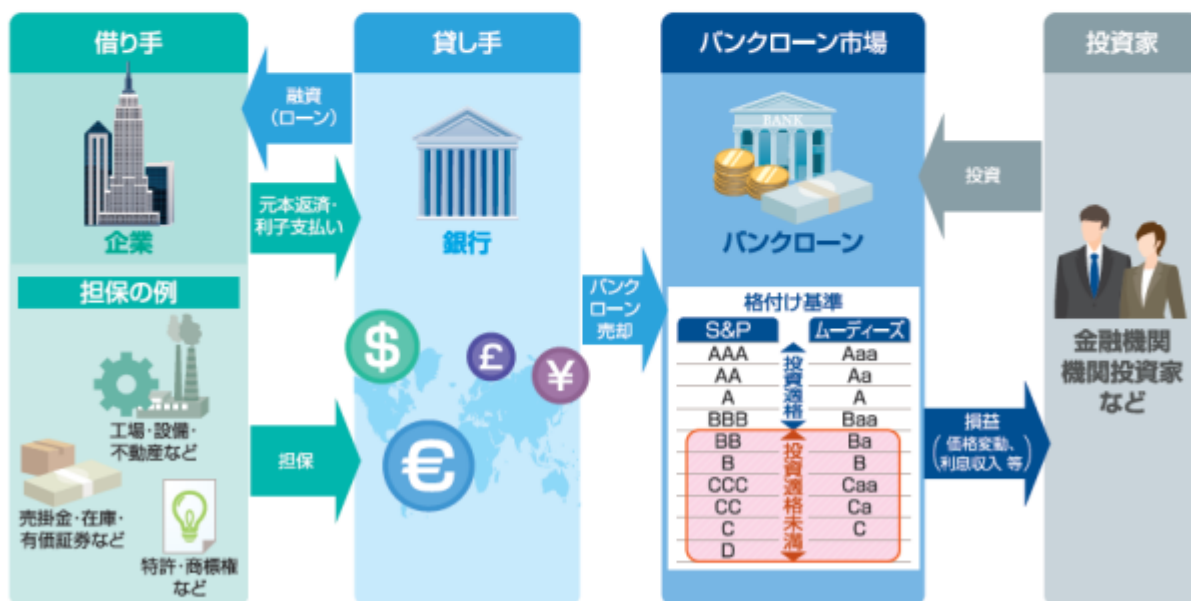 借り手
融資
(ローン)
元本返済・
利子支払い
企業
担保の例
工場・設備・
不動産など
売掛金・在庫・
有価証券など
特許・商標権
など
担保
貸し手
銀行
$
£
¥
€
バンク
ローン
売却
バンクローン市場
BANK
バンクローン
格付け基準
S&P ムーディーズ
AAA Aaa
AA Aa
A A
BBB Baa
投資適格
BB Ba
B B
CCC Caa
CC Ca
C C
D
投資適格未満
投資家
投資
金融機関
機関投資家
など
損益
(価格変動、
利息収入 等)